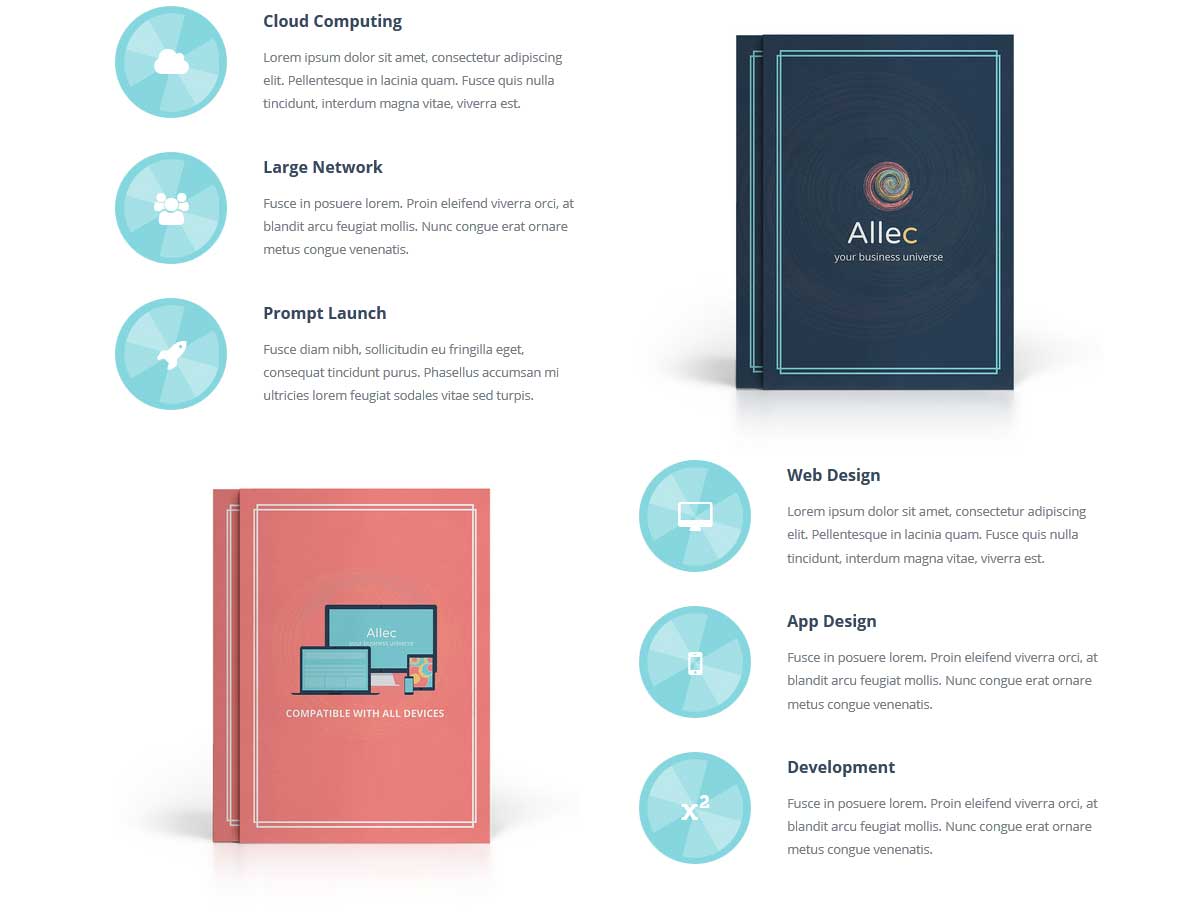 Cloud Computing
Lorem ipsum dolor sit amet, consectetur adipiscing
elit. Pellentesque in lacinia quam. Fusce quis nulla
tincidunt, interdum magna vitae, viverra est.
Large Network
Fusce in posuere lorem. Proin eleifend viverra orci, at
blandit arcu feugiat mollis. Nunc congue erat ornare
metus congue venenatis.
Prompt Launch
Fusce diam nibh, sollicitudin eu fringilla eget,
consequat tincidunt purus. Phasellus accumsan mi
ultricies lorem feugiat sodales vitae sed turpis.
Allec
your business universe
Allec
your business universe
COMPATIBLE WITH ALL DEVICES
Web Design
Lorem ipsum dolor sit amet, consectetur adipiscing
elit. Pellentesque in lacinia quam. Fusce quis nulla
tincidunt, interdum magna vitae, viverra est.
App Design
Fusce in posuere lorem. Proin eleifend viverra orci, at
blandit arcu feugiat mollis. Nunc congue erat ornare
metus congue venenatis.
x²
Development
Fusce in posuere lorem. Proin eleifend viverra orci, at
blandit arcu feugiat mollis. Nunc congue erat ornare
metus congue venenatis.